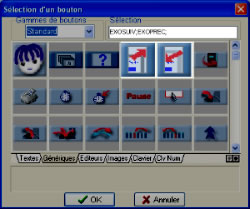 Sélection d'un bouton
Gammes de boutons
Sélection
Standard
EXOSUIV;EXOPREC;
?
Pause
Textes Génériques Editeurs Images Clavier Clv Num
OK Annuler